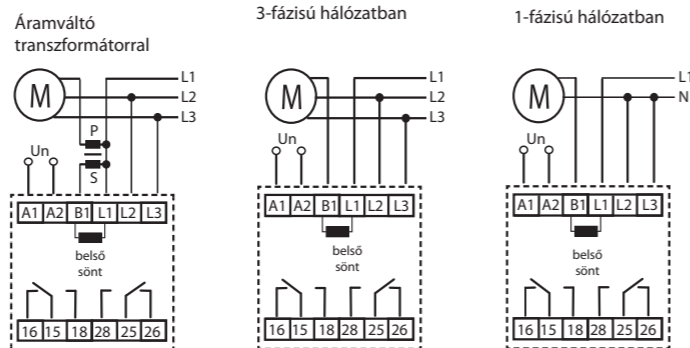 Áramváltó
transzformátorral
L1
L2
L3
M
P
S
Un
A1 A2 B1 L1 L2 L3
belső
sönt
16 15 18 28 25 26
3-fázisú hálózatban
L1
L2
L3
M
Un
A1 A2 B1 L1 L2 L3
belső
sönt
16 15 18 28 25 26
1-fázisú hálózatban
L1
N
M
Un
A1 A2 B1 L1 L2 L3
belső
sönt
16 15 18 28 25 26